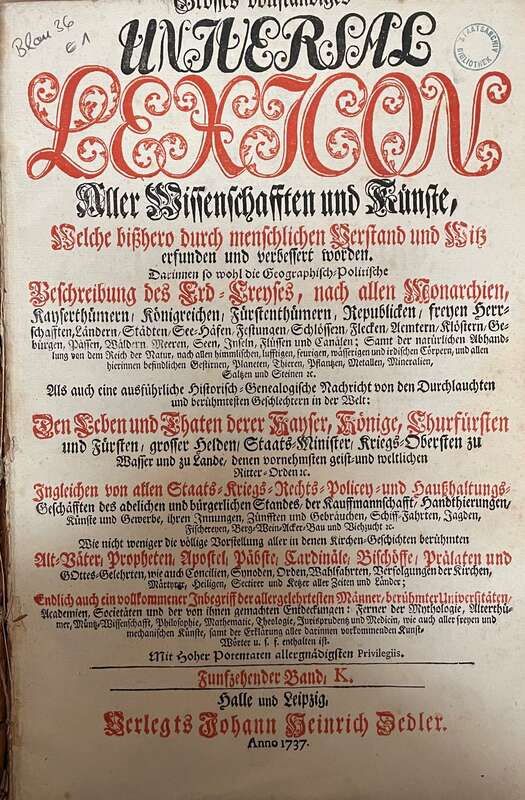 Blau 36
e 1
STAATSARCHIV
BIBLIOTHEK
Grosses vollständiges
UNIVERSAL
LEXICON
Aller Wissenschafften und Künste,
Welche bißhero durch menschlichen Verstand und Witz
erfunden und verbessert worden.
Darinnen so wohl die Geographisch-Politische
Beschreibung des Erd-Creyses, nach allen Monarchien,
Kayserthümern, Königreichen, Fürstenthümern, Republicken, freyen Herr-
schafften, Ländern, Städten, See-Häfen, Festungen, Schlössern, Flecken, Aemtern, Klöstern, Ge-
bürgen, Pässen, Wäldern, Meeren, Seen, Inseln, Flüssen und Canälen; Samt der natürlichen Abhand-
lung von dem Reich der Natur, nach allen himmlischen, lufftigen, feurigen, wässerigen und irdischen Cörpern, und allen
hierinnen befindlichen Gestirnen, Planeten, Thieren, Pflantzen, Metallen, Mineralien,
Saltzen und Steinen ꝛc.
Als auch eine ausführliche Historisch-Genealogische Nachricht von den Durchlauchten
und berühmtesten Geschlechtern in der Welt:
Den Leben und Thaten derer Kayser, Könige, Churfürsten
und Fürsten, grosser Helden, Staats-Minister, Kriegs-Obersten zu
Wasser und zu Lande, denen vornehmsten geist- und weltlichen
Ritter-Orden ꝛc.
Ingleichen von allen Staats- Kriegs- Rechts- Policey- und Haußhaltungs-
Geschäfften des adelichen und bürgerlichen Standes, der Kauffmannschafft, Handthierungen,
Künste und Gewerbe, ihren Innungen, Zünfften und Gebräuchen, Schiff-Fahrten, Jagden,
Fischereyen, Berg- Wein- Acker- Bau und Viehzucht ꝛc.
Wie nicht weniger die völlige Vorstellung aller in denen Kirchen-Geschichten berühmten
Alt-Väter, Propheten, Apostel, Päbste, Cardinäle, Bischöffe, Prälaten und
GOttes-Gelehrten, wie auch Concilien, Synoden, Orden, Wahlfahrten, Verfolgungen der Kirchen,
Märtyrer, Heiligen, Sectirer und Ketzer aller Zeiten und Länder;
Endlich auch ein vollkommener Inbegriff der allergelehrtesten Männer, berühmter Universitäten,
Academien, Societäten und der von ihnen gemachten Entdeckungen: Ferner der Mythologie, Alterthü-
mer, Müntz-Wissenschafft, Philosophie, Mathematic, Theologie, Jurisprudentz und Medicin, wie auch aller freyen und
mechanischen Künste, samt der Erklärung aller darinnen vorkommenden Kunst-
Wörter u. s. f. enthalten ist.
Mit Hoher Potentaten allergnädigsten Privilegiis.
Funfzehender Band, K.
Halle und Leipzig,
Verlegts Johann Heinrich Zedler.
Anno 1737.